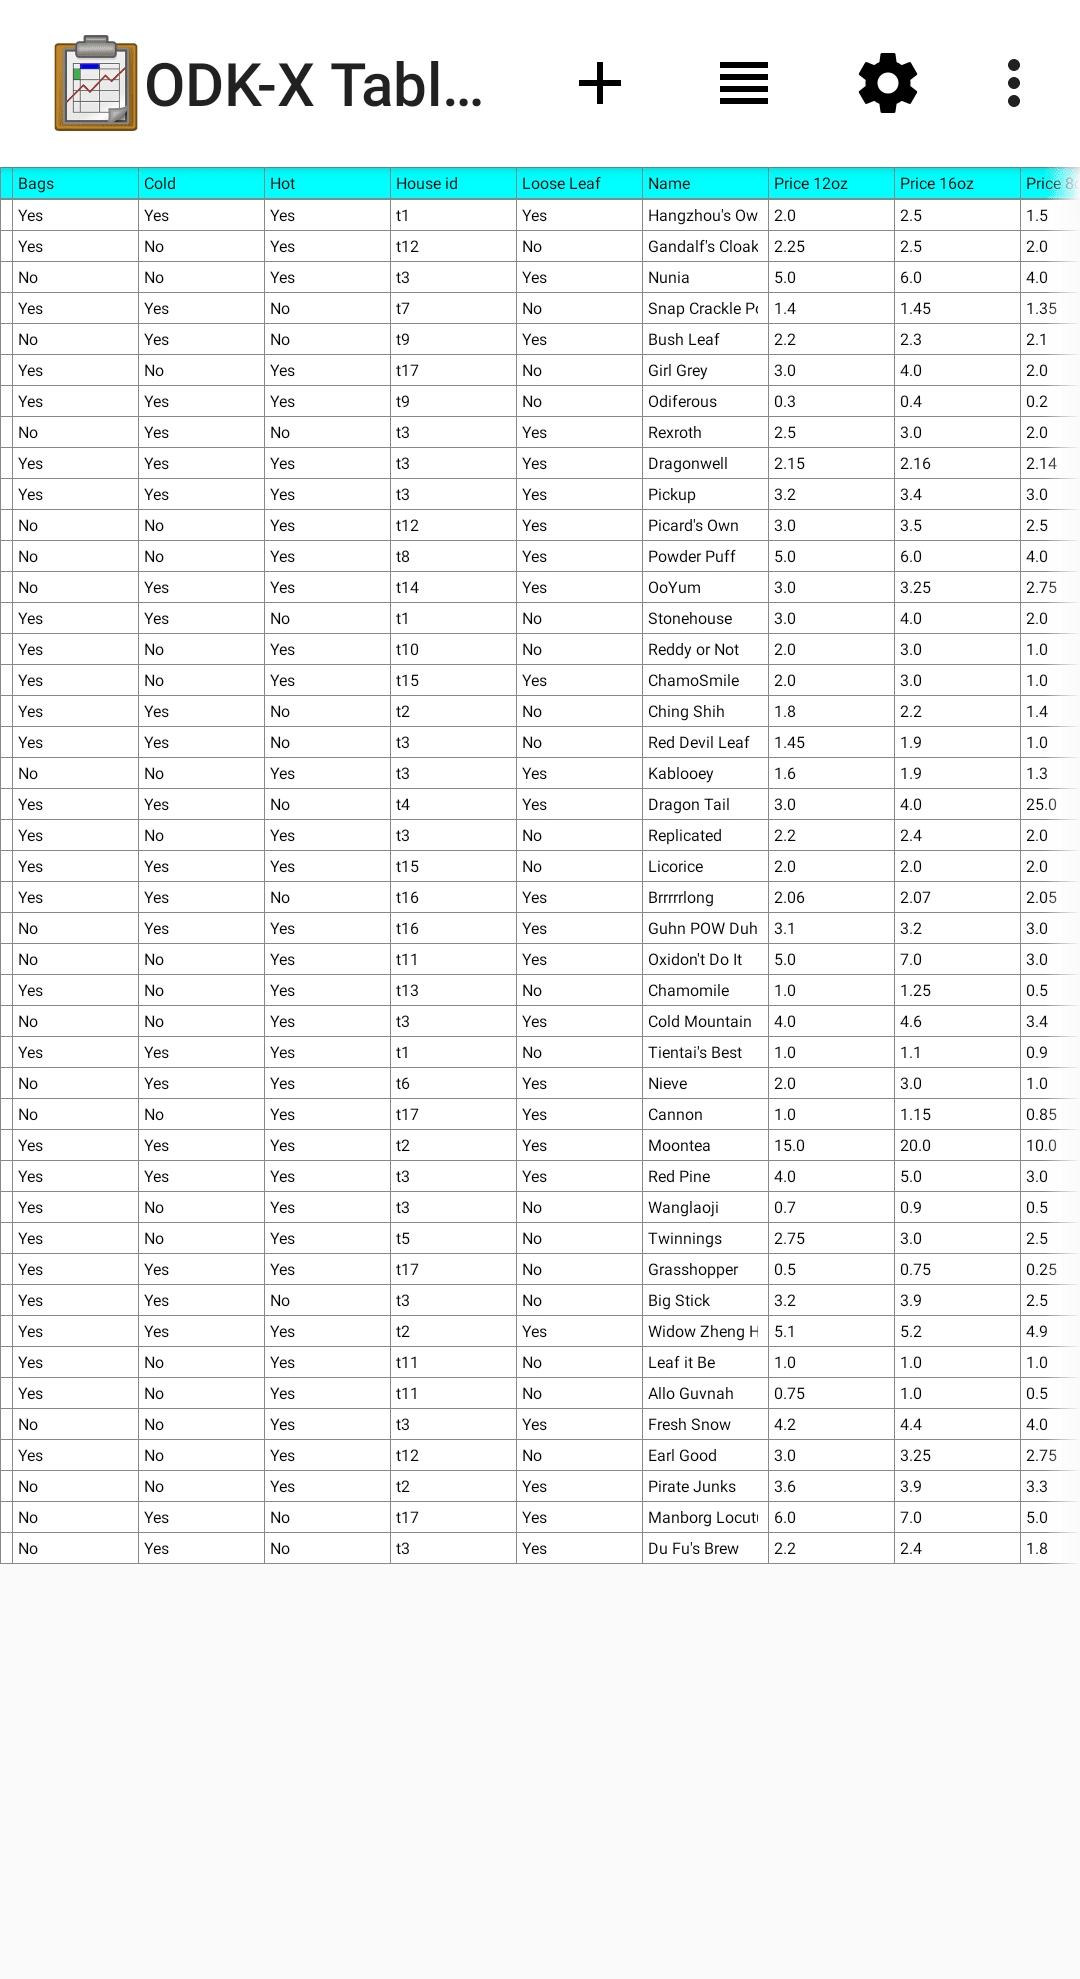 ODK-X Tabl...
Bags Cold Hot House id Loose Leaf Name Price 12oz Price 16oz Price 8
Yes Yes Yes t1 Yes Hangzhou's Ow 2.0 2.5 1.5
Yes No Yes t12 No Gandalf's Cloak 2.25 2.5 2.0
No No Yes t3 Yes Nunia 5.0 6.0 4.0
Yes Yes No t7 No Snap Crackle Po 1.4 1.45 1.35
No Yes No t9 Yes Bush Leaf 2.2 2.3 2.1
Yes No Yes t17 No Girl Grey 3.0 4.0 2.0
Yes Yes Yes t9 No Odiferous 0.3 0.4 0.2
No Yes No t3 Yes Rexroth 2.5 3.0 2.0
Yes Yes Yes t3 Yes Dragonwell 2.15 2.16 2.14
Yes Yes Yes t3 Yes Pickup 3.2 3.4 3.0
No No Yes t12 Yes Picard's Own 3.0 3.5 2.5
No No Yes t8 Yes Powder Puff 5.0 6.0 4.0
No Yes Yes t14 Yes OoYum 3.0 3.25 2.75
Yes Yes No t1 No Stonehouse 3.0 4.0 2.0
Yes No Yes t10 No Reddy or Not 2.0 3.0 1.0
Yes No Yes t15 Yes ChamoSmile 2.0 3.0 1.0
Yes Yes No t2 No Ching Shih 1.8 2.2 1.4
Yes Yes No t3 No Red Devil Leaf 1.45 1.9 1.0
No No Yes t3 Yes Kablooey 1.6 1.9 1.3
Yes Yes No t4 Yes Dragon Tail 3.0 4.0 25.0
Yes No Yes t3 No Replicated 2.2 2.4 2.0
Yes Yes Yes t15 No Licorice 2.0 2.0 2.0
Yes Yes No t16 Yes Brrrrrlong 2.06 2.07 2.05
No Yes Yes t16 Yes Guhn POW Duh 3.1 3.2 3.0
No No Yes t11 Yes Oxidon't Do It 5.0 7.0 3.0
Yes No Yes t13 No Chamomile 1.0 1.25 0.5
No No Yes t3 Yes Cold Mountain 4.0 4.6 3.4
Yes Yes Yes t1 No Tientai's Best 1.0 1.1 0.9
No Yes Yes t6 Yes Nieve 2.0 3.0 1.0
No No Yes t17 Yes Cannon 1.0 1.15 0.85
Yes Yes Yes t2 Yes Moontea 15.0 20.0 10.0
Yes Yes Yes t3 Yes Red Pine 4.0 5.0 3.0
Yes No Yes t3 No Wanglaoji 0.7 0.9 0.5
Yes No Yes t5 No Twinnings 2.75 3.0 2.5
Yes Yes Yes t17 No Grasshopper 0.5 0.75 0.25
Yes Yes No t3 No Big Stick 3.2 3.9 2.5
Yes Yes Yes t2 Yes Widow Zheng H 5.1 5.2 4.9
Yes No Yes t11 No Leaf it Be 1.0 1.0 1.0
Yes No Yes t11 No Allo Guvnah 0.75 1.0 0.5
No No Yes t3 Yes Fresh Snow 4.2 4.4 4.0
Yes No Yes t12 No Earl Good 3.0 3.25 2.75
No No Yes t2 Yes Pirate Junks 3.6 3.9 3.3
No Yes No t17 Yes Manborg Locut 6.0 7.0 5.0
No Yes No t3 Yes Du Fu's Brew 2.2 2.4 1.8